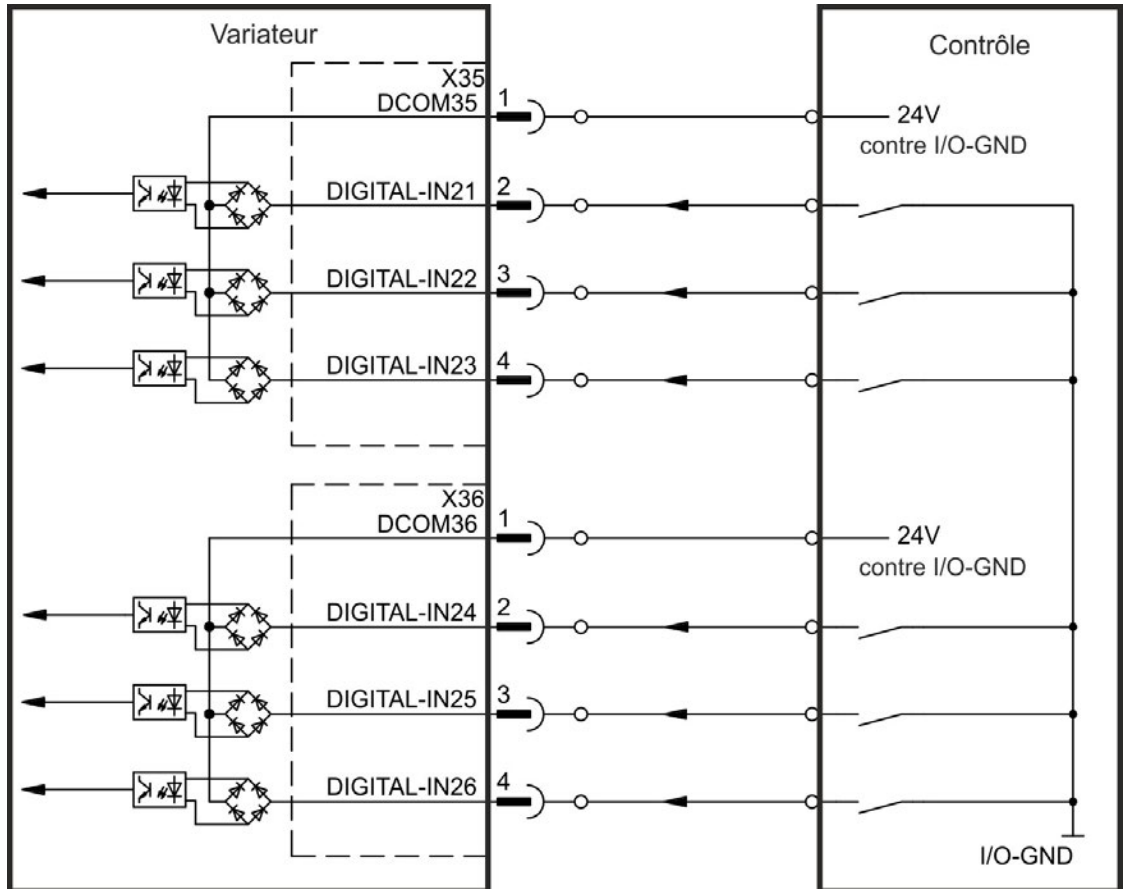 Variateur
Contrôle
X35
DCOM35
1
24V
contre I/O-GND
DIGITAL-IN21
2
DIGITAL-IN22
3
DIGITAL-IN23
4
X36
DCOM36
1
24V
contre I/O-GND
DIGITAL-IN24
2
DIGITAL-IN25
3
DIGITAL-IN26
4
I/O-GND